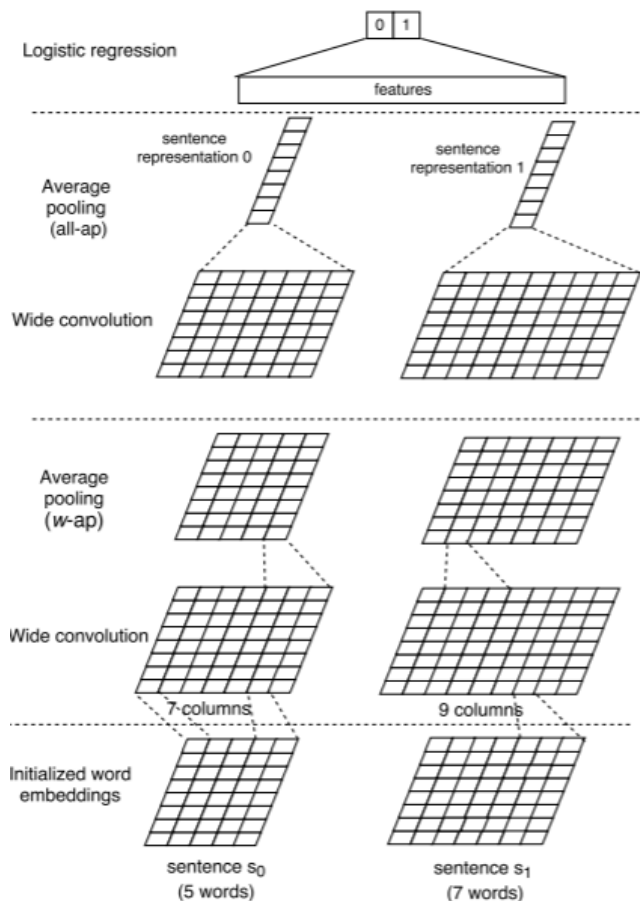 0 1
Logistic regression
features
sentence
representation 0
sentence
representation 1
Average
pooling
(all-ap)
Wide convolution
Average
pooling
(w-ap)
Wide convolution
7 columns
9 columns
Initialized word
embeddings
sentence s0
(5 words)
sentence s1
(7 words)